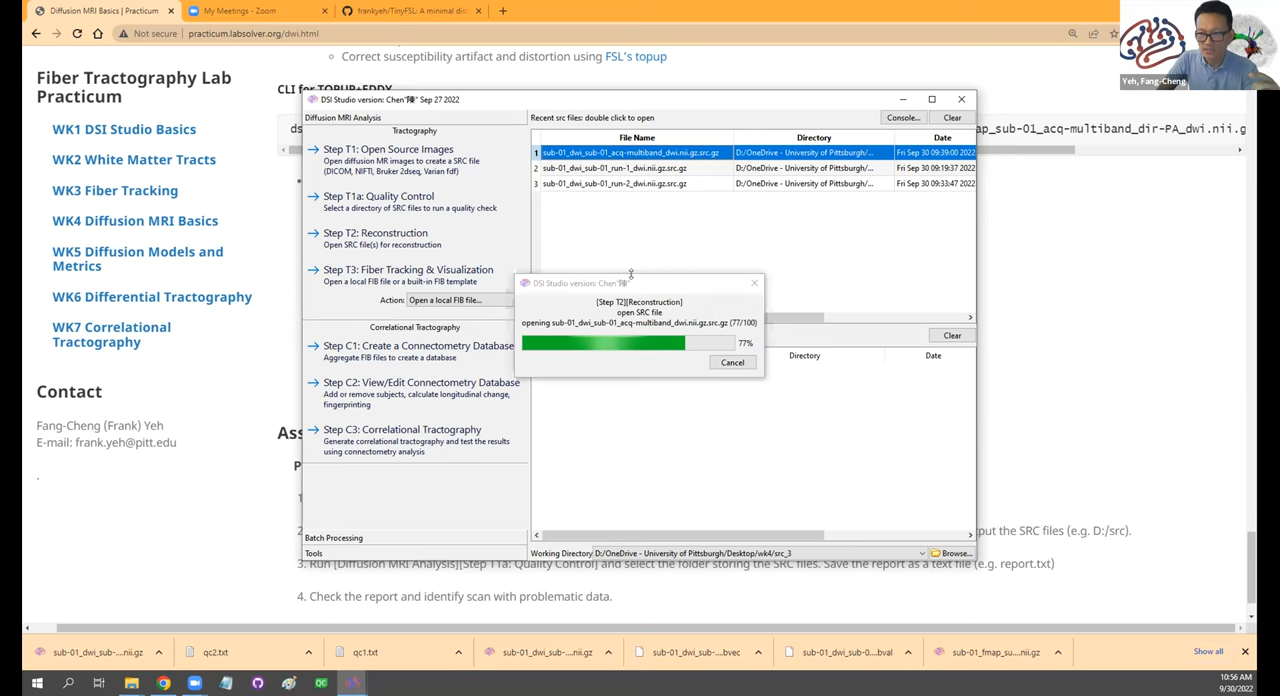 Diffusion MRI Basics | Practicum
My Meetings - Zoom
frankyeh/TinyFSL: A minimal dis
Not secure
practicum.labsolver.org/dwi.html
Yeh, Fang-Cheng
Correct susceptibility artifact and distortion using FSL's topup
Fiber Tractography Lab
Practicum
WK1 DSI Studio Basics
WK2 White Matter Tracts
WK3 Fiber Tracking
WK4 Diffusion MRI Basics
WK5 Diffusion Models and
Metrics
WK6 Differential Tractography
WK7 Correlational
Tractography
Contact
Fang-Cheng (Frank) Yeh
E-mail: frank.yeh@pitt.edu
.
CLI for TOPUP+EDDY
ds
ap_sub-01_acq-multiband_dir-PA_dwi.nii.g
DSI Studio version: Chen"陳" Sep 27 2022
Diffusion MRI Analysis
Tractography
Step T1: Open Source Images
Open diffusion MR images to create a SRC file
(DICOM, NIFTI, Bruker 2dseq, Varian fdf)
Step T1a: Quality Control
Select a directory of SRC files to run a quality check
Step T2: Reconstruction
Open SRC file(s) for reconstruction
Step T3: Fiber Tracking & Visualization
Open a local FIB file or a built-in FIB template
Action: Open a local FIB file...
Correlational Tractography
Step C1: Create a Connectometry Database
Aggregate FIB files to create a database
Step C2: View/Edit Connectometry Database
Add or remove subjects, calculate longitudinal change,
fingerprinting
Step C3: Correlational Tractography
Generate correlational tractography and test the results
using connectometry analysis
Batch Processing
Tools
Recent src files: double click to open
Console...
Clear
File Name
Directory
Date
1 sub-01_dwi_sub-01_acq-multiband_dwi.nii.gz.src.gz D:/OneDrive - University of Pittsburgh/... Fri Sep 30 09:39:00 2022
2 sub-01_dwi_sub-01_run-1_dwi.nii.gz.src.gz D:/OneDrive - University of Pittsburgh/... Fri Sep 30 09:19:37 2022
3 sub-01_dwi_sub-01_run-2_dwi.nii.gz.src.gz D:/OneDrive - University of Pittsburgh/... Fri Sep 30 09:33:47 2022
DSI Studio version: Chen"陳"
[Step T2][Reconstruction]
open SRC file
opening sub-01_dwi_sub-01_acq-multiband_dwi.nii.gz.src.gz (77/100)
77%
Cancel
Clear
Directory
Date
Working Directory D:/OneDrive - University of Pittsburgh/Desktop/wk4/src_3
Browse...
Ass
P
1
2
put the SRC files (e.g. D:/src).
3. Run [Diffusion MRI Analysis][Step T1a: Quality Control] and select the folder storing the SRC files. Save the report as a text file (e.g. report.txt)
4. Check the report and identify scan with problematic data.
sub-01_dwi_sub-....nii.gz
qc2.txt
qc1.txt
sub-01_dwi_sub-....nii.gz
sub-01_dwi_sub-....bvec
sub-01_dwi_sub-0....bval
sub-01_fmap_su....nii.gz
Show all
10:56 AM
9/30/2022